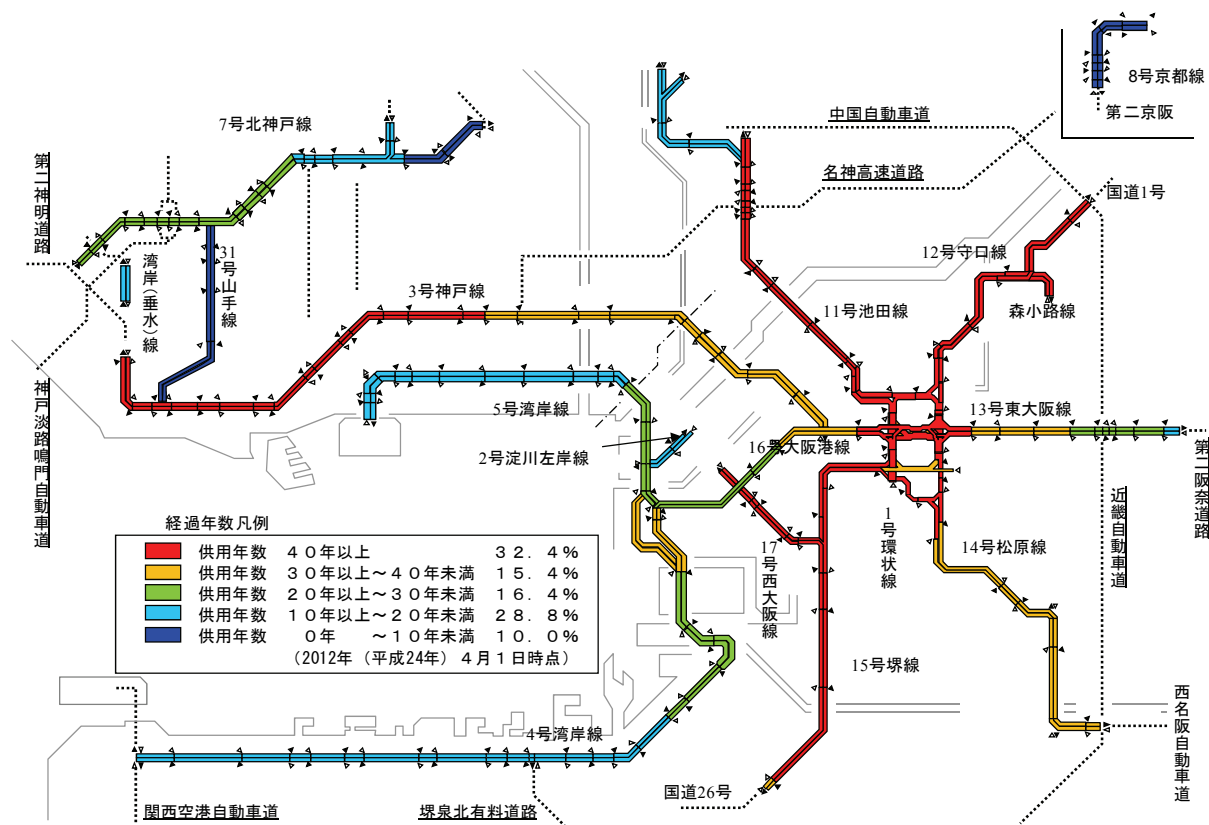 8号京都線
第二京阪
中国自動車道
7号北神戸線
名神高速道路
国道1号
第二神明道路
12号守口線
31号山手線
湾岸(垂水)線
3号神戸線
11号池田線
森小路線
神戸淡路鳴門自動車道
5号湾岸線
13号東大阪線
16号大阪港線
2号淀川左岸線
第二阪奈道路
近畿自動車道
1号環状線
14号松原線
17号西大阪線
経過年数凡例
供用年数 40年以上 32.4%
供用年数 30年以上~40年未満 15.4%
供用年数 20年以上~30年未満 16.4%
供用年数 10年以上~20年未満 28.8%
供用年数 0年 ~10年未満 10.0%
(2012年(平成24年)4月1日時点)
15号堺線
西名阪自動車道
4号湾岸線
国道26号
関西空港自動車道
堺泉北有料道路